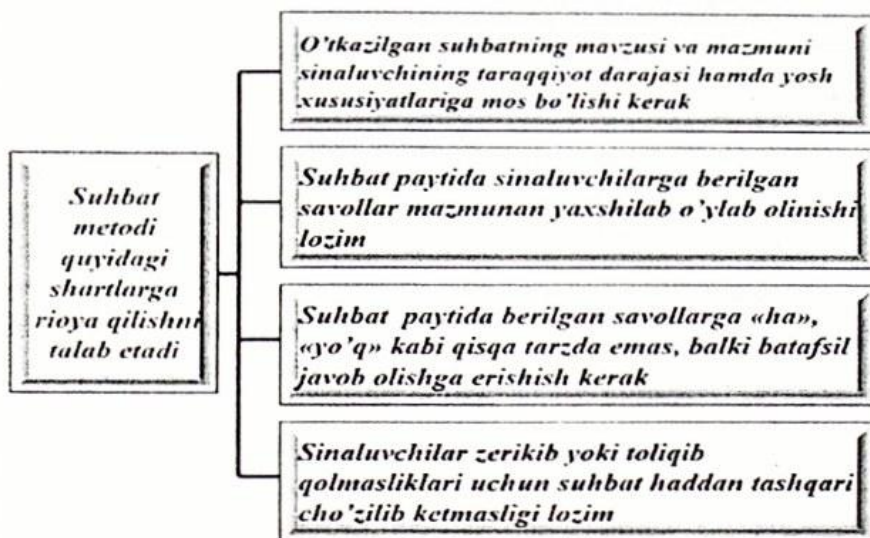 Suhbat
metodi
quyidagi
shartlarga
rioya qilishni
talab etadi
O'tkazilgan suhbatning mavzusi va mazmuni
sinaluvchining taraqqiyot darajasi hamda yosh
xususiyatlariga mos bo'lishi kerak
Suhbat paytida sinaluvchilarga berilgan
savollar mazmunan yaxshilab o'ylab olinishi
lozim
Suhbat paytida berilgan savollarga «ha»,
«yo'q» kabi qisqa tarzda emas, balki batafsil
javob olishga erishish kerak
Sinaluvchilar zerikib yoki toliqib
qolmasliklari uchun suhbat haddan tashqari
cho'zilib ketmasligi lozim